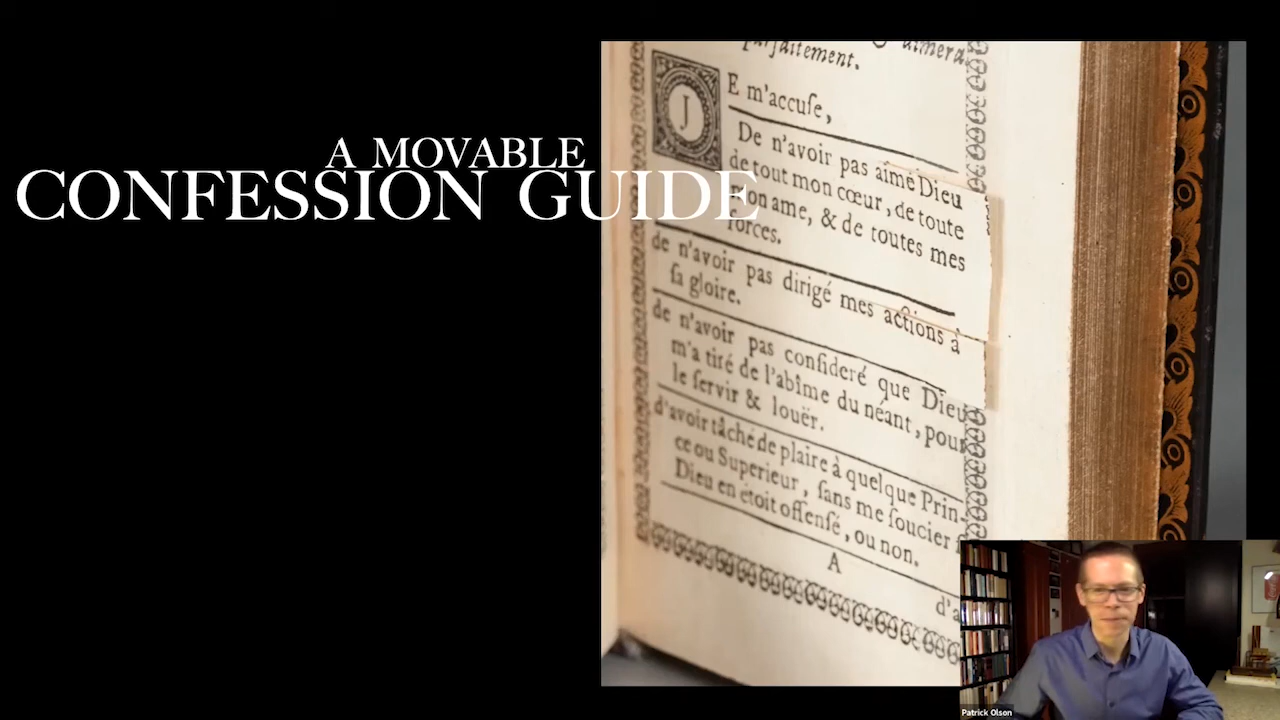 A MOVABLE
CONFESSION GUIDE
parfaitement.
J
E m'accuſe,
De n'avoir pas aimé Dieu
de tout mon cœur, de toute
mon ame, & de toutes mes
forces.
de n'avoir pas dirigé mes actions à
ſa gloire.
de n'avoir pas conſideré que Dieu
m'a tiré de l'abîme du néant, pour
le ſervir & louër.
d'avoir tâché de plaire à quelque Prin-
ce ou Superieur, ſans me ſoucier ſi
Dieu en étoit offenſé, ou non.
A
d'a
Patrick Olson